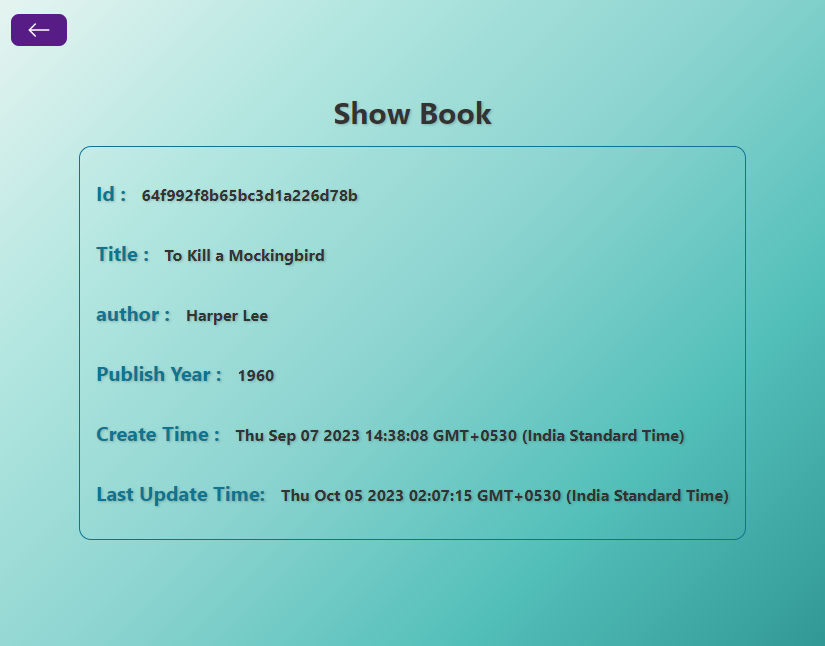 Show Book
Id : 64f992f8b65bc3d1a226d78b
Title : To Kill a Mockingbird
author : Harper Lee
Publish Year : 1960
Create Time : Thu Sep 07 2023 14:38:08 GMT+0530 (India Standard Time)
Last Update Time: Thu Oct 05 2023 02:07:15 GMT+0530 (India Standard Time)